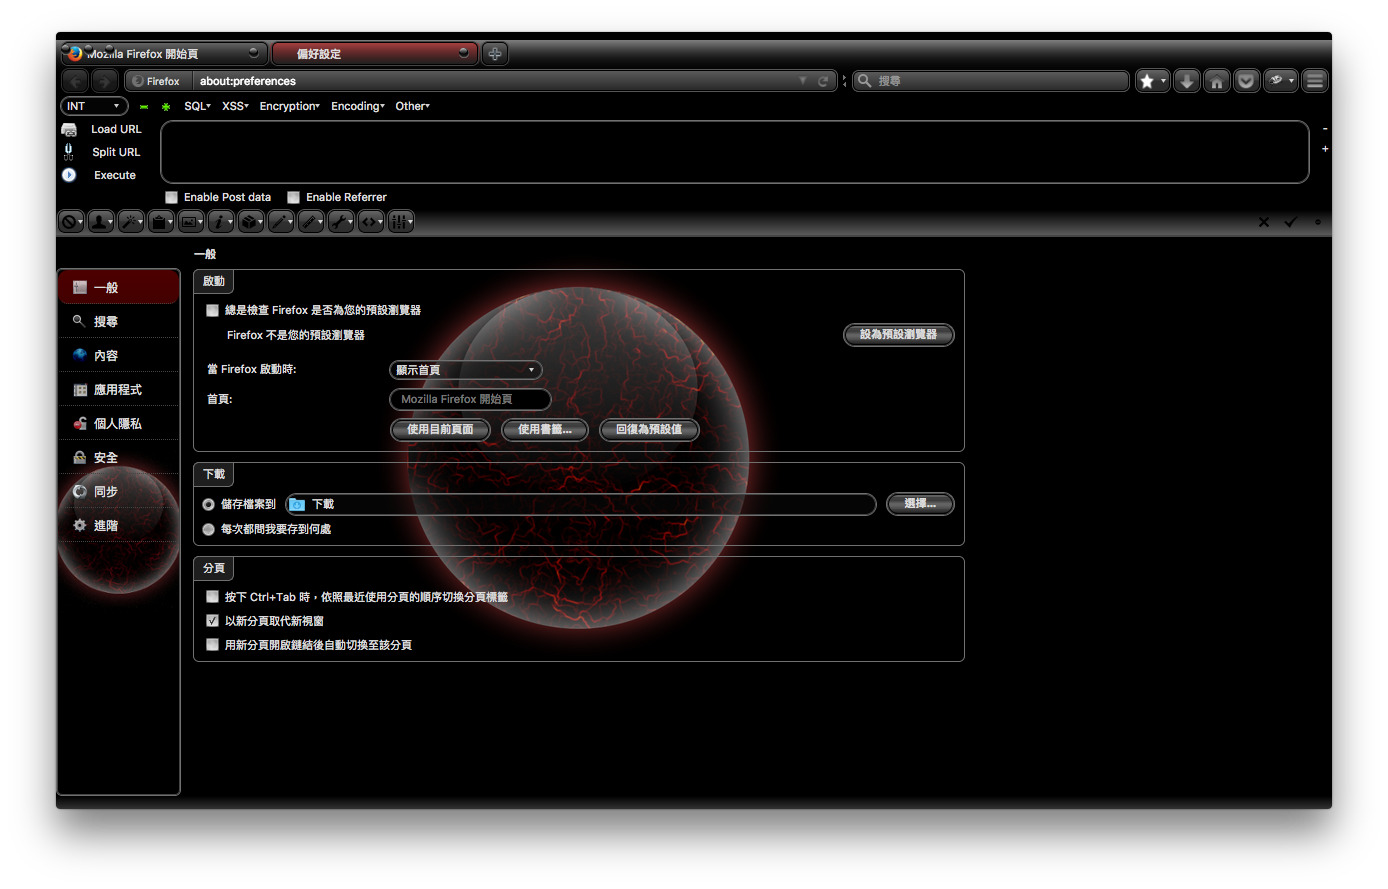 Mozilla Firefox 開始頁
偏好設定
Firefox
about:preferences
搜尋
INT
SQL
XSS
Encryption
Encoding
Other
Load URL
Split URL
Execute
-
+
Enable Post data
Enable Referrer
一般
搜尋
內容
應用程式
個人隱私
安全
同步
進階
一般
啟動
總是檢查 Firefox 是否為您的預設瀏覽器
Firefox 不是您的預設瀏覽器
設為預設瀏覽器
當 Firefox 啟動時:
顯示首頁
首頁:
Mozilla Firefox 開始頁
使用目前頁面
使用書籤...
回復為預設值
下載
儲存檔案到
下載
選擇...
每次都問我要存到何處
分頁
按下 Ctrl+Tab 時，依照最近使用分頁的順序切換分頁標籤
以新分頁取代新視窗
用新分頁開啟鏈結後自動切換至該分頁